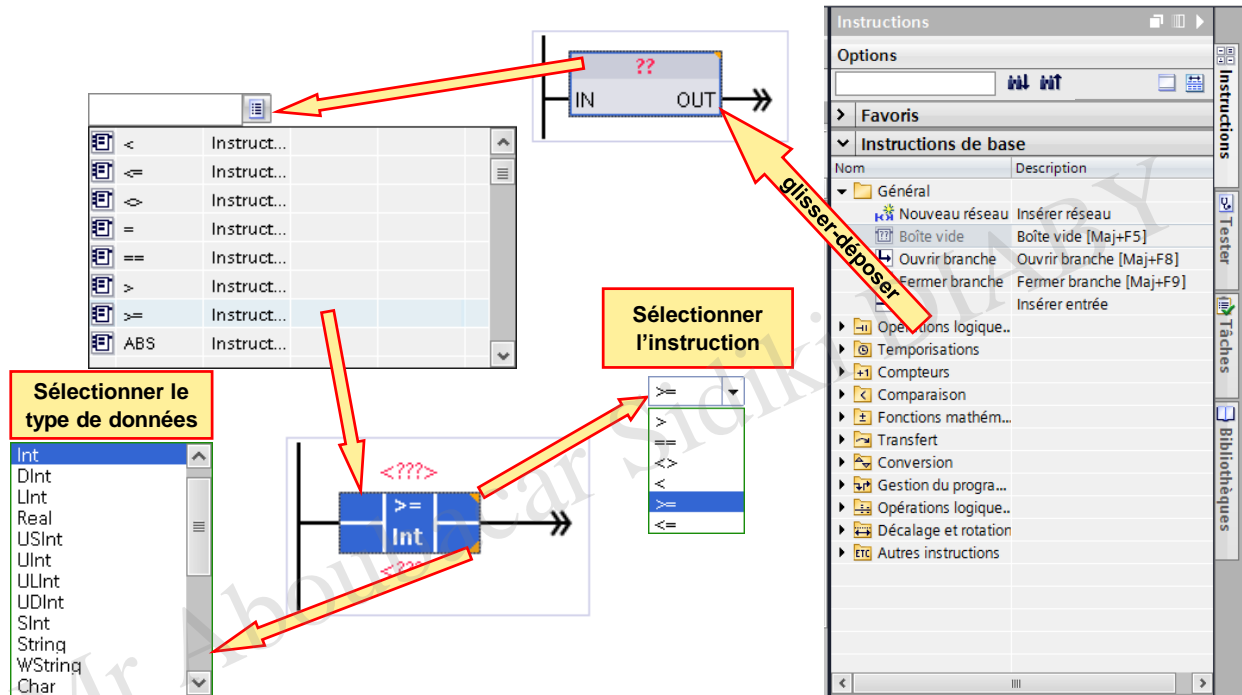 Instructions
Options
Favoris
Instructions de base
Nom Description
Général
Nouveau réseau Insérer réseau
Boîte vide Boîte vide [Maj+F5]
Ouvrir branche Ouvrir branche [Maj+F8]
Fermer branche Fermer branche [Maj+F9]
Insérer entrée
Opérations logique..
Temporisations
Compteurs
Comparaison
Fonctions mathém...
Transfert
Conversion
Gestion du progra...
Opérations logique..
Décalage et rotation
Autres instructions
Instructions
Tester
Tâches
Bibliothèques
??
IN OUT
glisser-déposer
< Instruct...
<= Instruct...
<> Instruct...
= Instruct...
== Instruct...
> Instruct...
>= Instruct...
ABS Instruct...
Sélectionner
l'instruction
>=
>
==
<>
<
>=
<=
Sélectionner le
type de données
Int
DInt
LInt
Real
USInt
UInt
ULInt
UDInt
SInt
String
WString
Char
<???>
>=
Int
<???>
Mr Aboubacar Sidiki DIABY